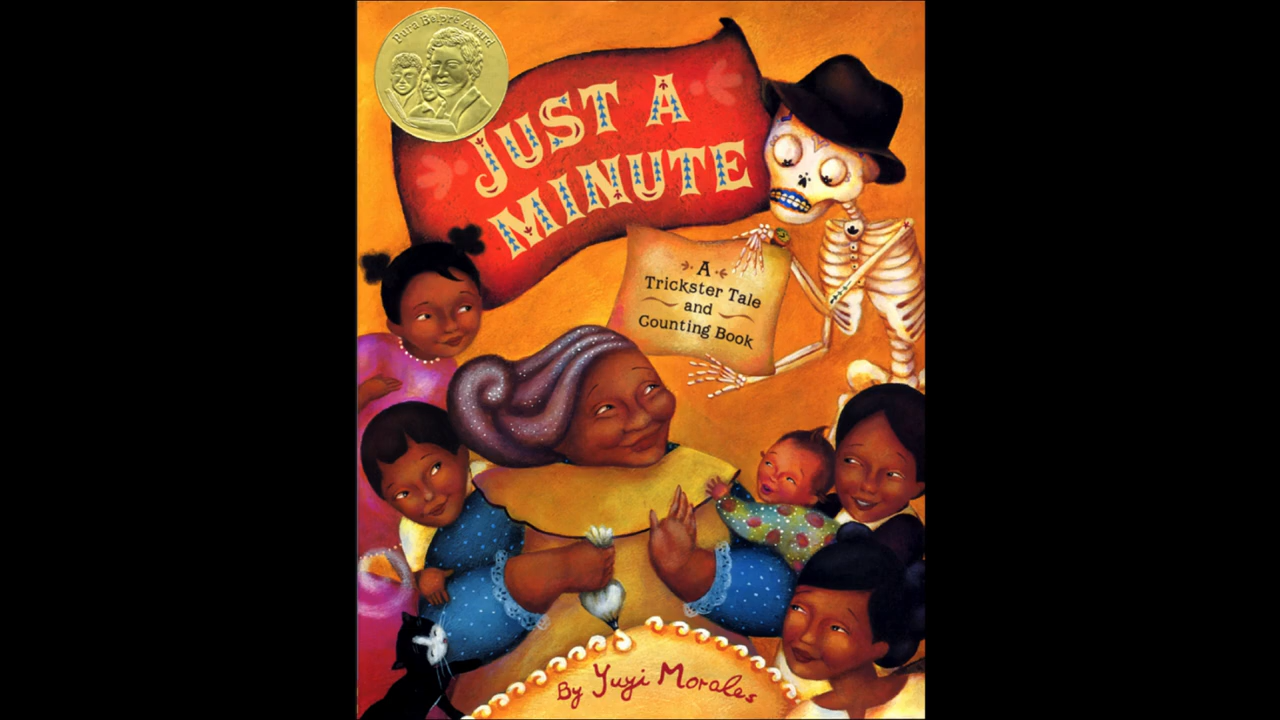 Pura Belpré Award
JUST A
MINUTE
A
Trickster Tale
and
Counting Book
By Yuyi Morales